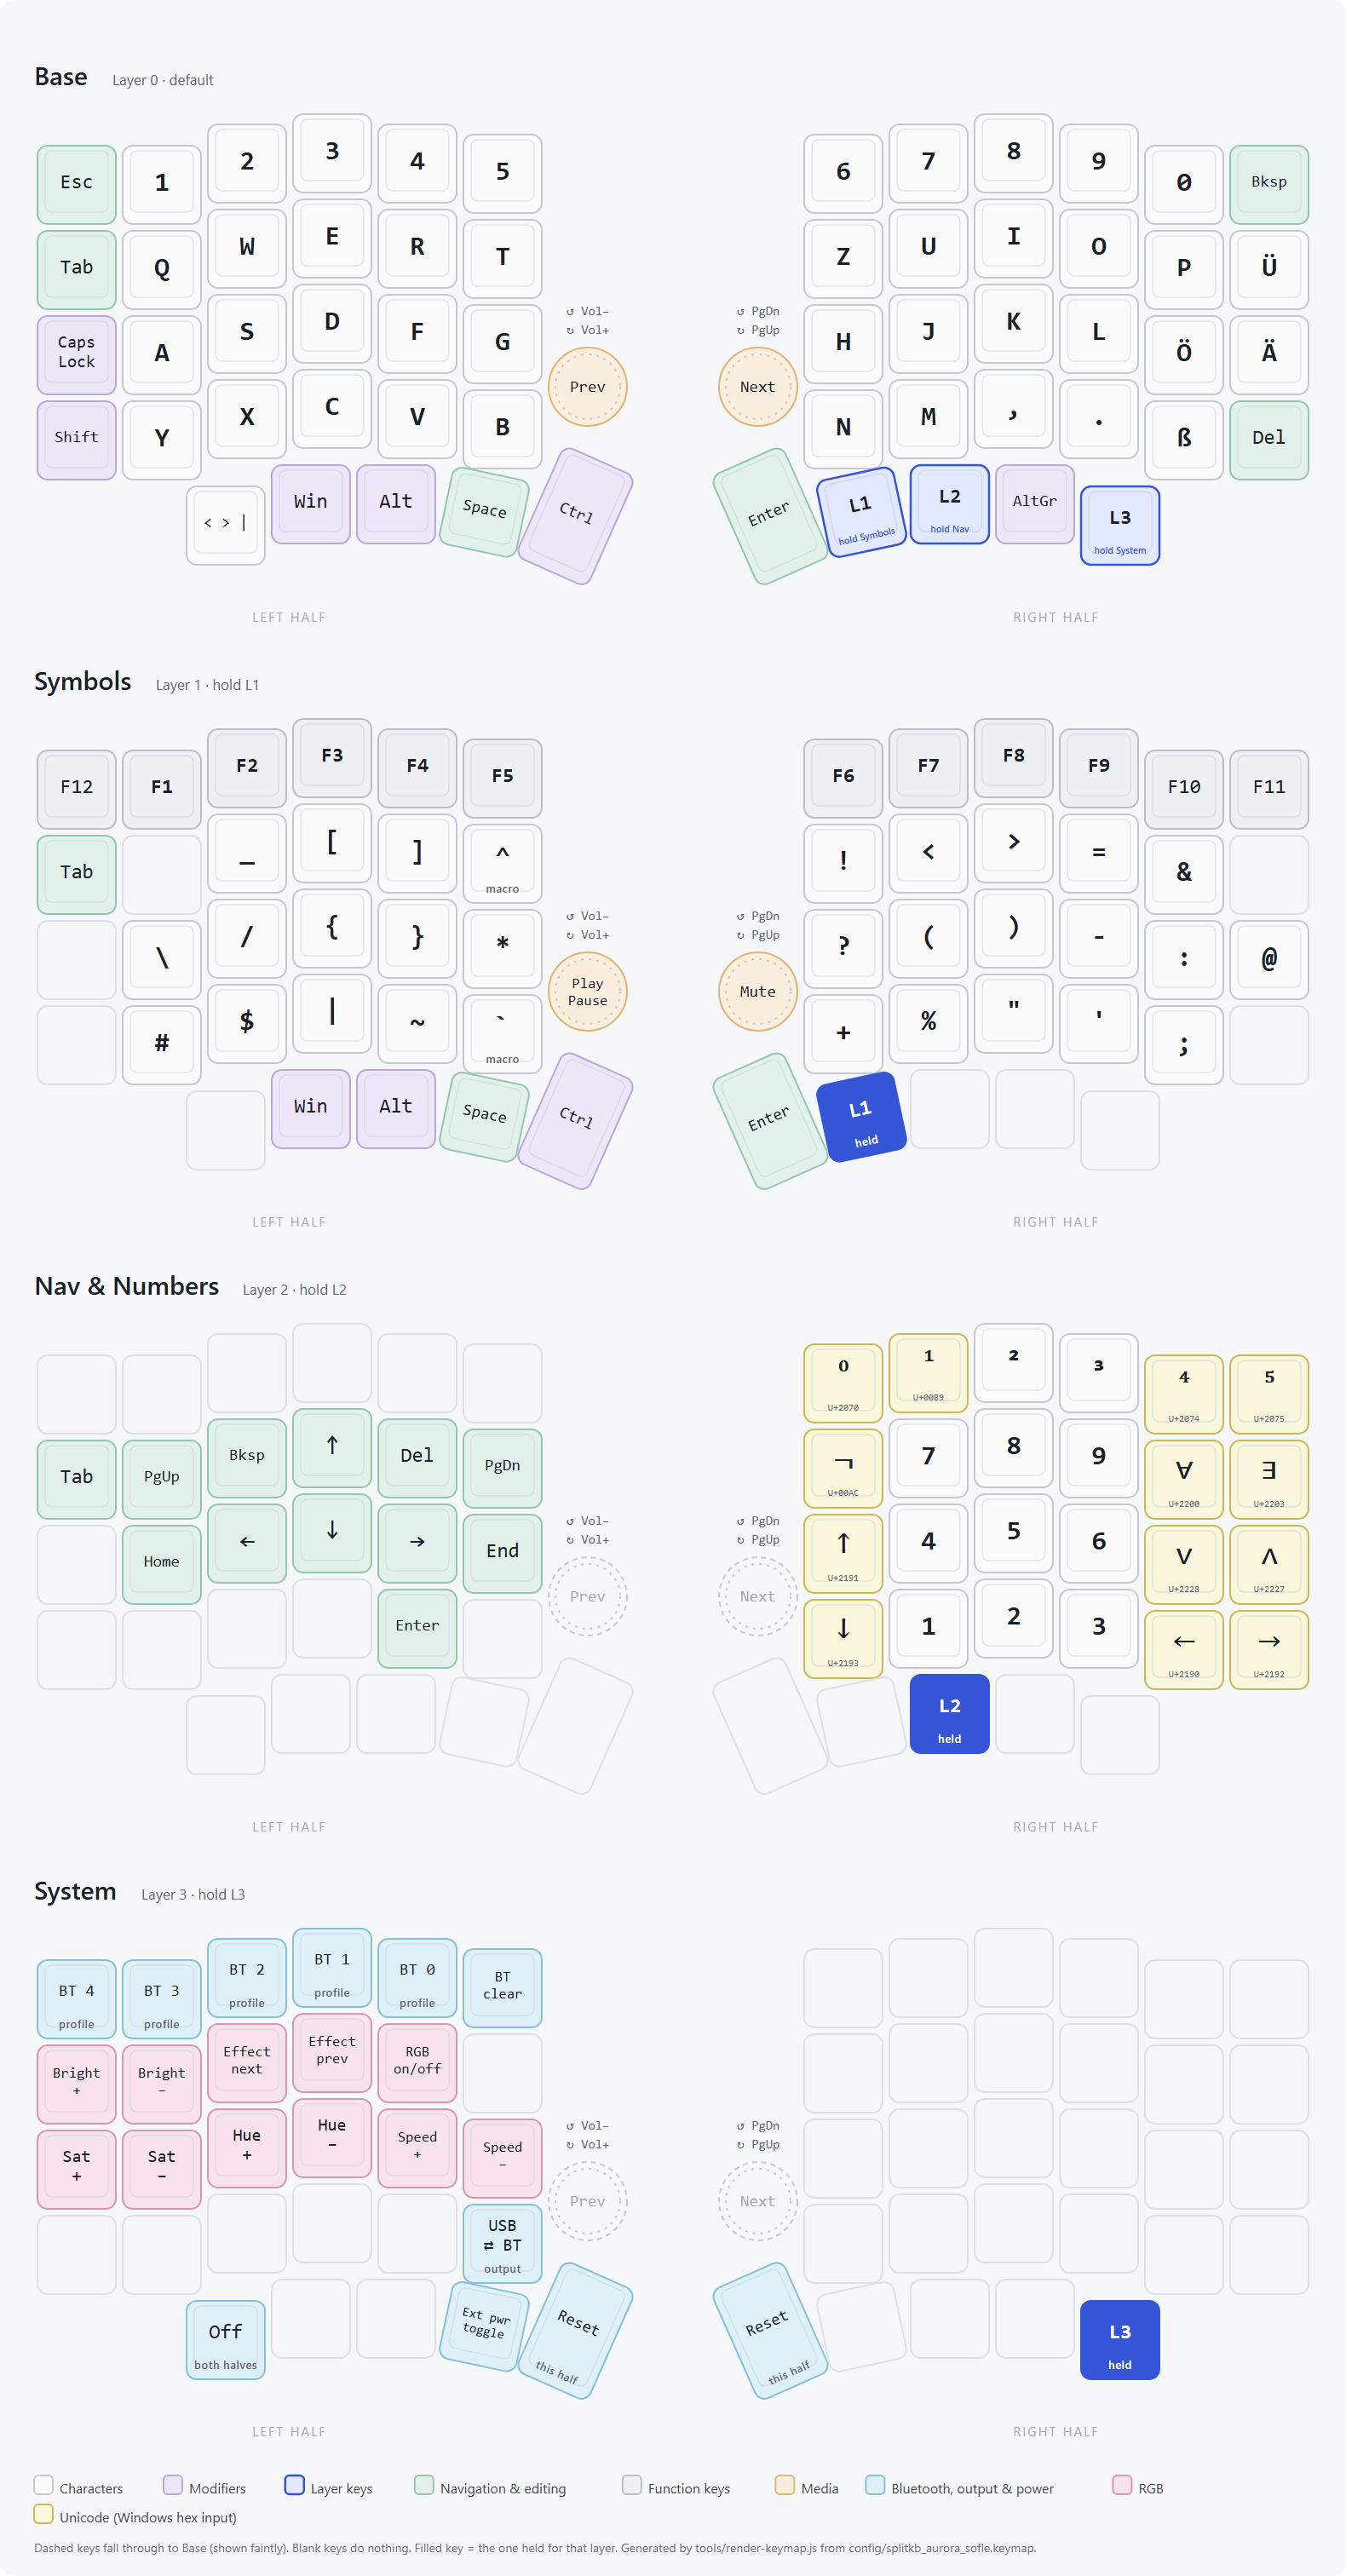 Base Layer 0 · default
Esc 1 2 3 4 5 6 7 8 9 0 Bksp
Tab Q W E R T Z U I O P Ü
↺ Vol− ↺ PgDn
↻ Vol+ ↻ PgUp
Caps
Lock A S D F G Prev Next H J K L Ö Ä
Shift Y X C V B N M , . ß Del
< > | Win Alt Space Ctrl Enter L1 L2 AltGr L3
hold Symbols hold Nav hold System
LEFT HALF RIGHT HALF
Symbols Layer 1 · hold L1
F12 F1 F2 F3 F4 F5 F6 F7 F8 F9 F10 F11
Tab _ [ ] ^ ! < > = &
macro
↺ Vol− ↺ PgDn
↻ Vol+ ↻ PgUp
\ / { } * ? ( ) - : @
Play
Pause Mute
# $ | ~ ` + % " ' ;
macro
Win Alt Space Ctrl Enter L1
held
LEFT HALF RIGHT HALF
Nav & Numbers Layer 2 · hold L2
⁰ ¹ ² ³ ⁴ ⁵
U+2070 U+00B9 U+2074 U+2075
Tab PgUp Bksp ↑ Del PgDn ¬ 7 8 9 ∀ ∃
U+00AC U+2200 U+2203
↺ Vol− ↺ PgDn
↻ Vol+ ↻ PgUp
Home ← ↓ → End ↑ 4 5 6 ∨ ∧
U+2191 U+2228 U+2227
Prev Next
Enter ↓ 1 2 3 ← →
U+2193 U+2190 U+2192
L2
held
LEFT HALF RIGHT HALF
System Layer 3 · hold L3
BT 4 BT 3 BT 2 BT 1 BT 0 BT
clear
profile profile profile profile profile
Bright
+ Bright
− Effect
next Effect
prev RGB
on/off
↺ Vol− ↺ PgDn
↻ Vol+ ↻ PgUp
Sat
+ Sat
− Hue
+ Hue
− Speed
+ Speed
−
Prev Next
USB
⇄ BT
output
Off
both halves
Ext pwr
toggle
Reset
this half
Reset
this half
L3
held
LEFT HALF RIGHT HALF
Characters Modifiers Layer keys Navigation & editing Function keys Media Bluetooth, output & power RGB
Unicode (Windows hex input)
Dashed keys fall through to Base (shown faintly). Blank keys do nothing. Filled key = the one held for that layer. Generated by tools/render-keymap.js from config/splitkb_aurora_sofle.keymap.